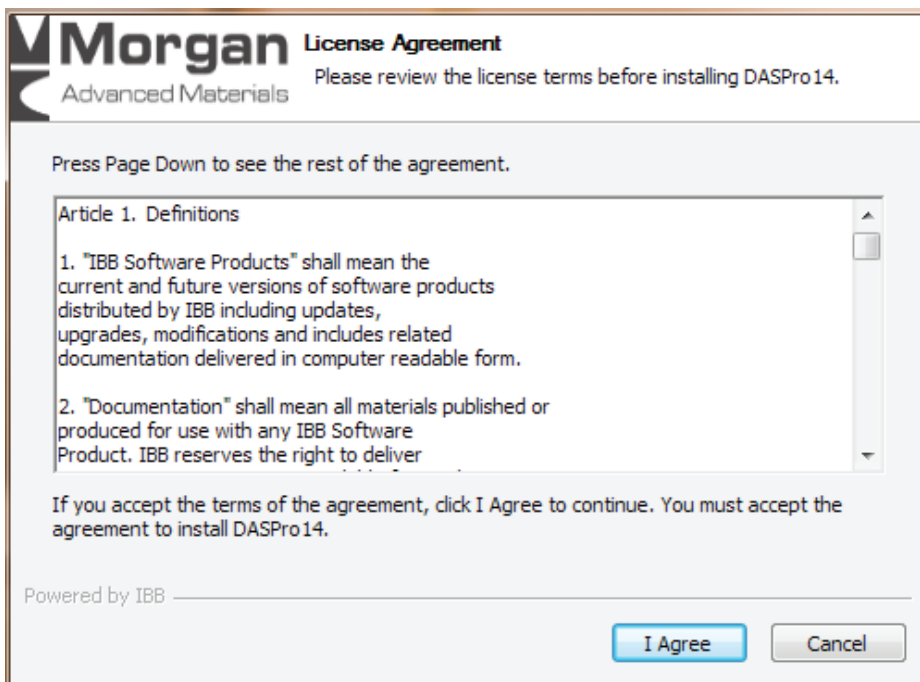 Morgan
Advanced Materials
License Agreement
Please review the license terms before installing DASPro14.
Press Page Down to see the rest of the agreement.
Article 1. Definitions
1. "IBB Software Products" shall mean the
current and future versions of software products
distributed by IBB including updates,
upgrades, modifications and includes related
documentation delivered in computer readable form.
2. "Documentation" shall mean all materials published or
produced for use with any IBB Software
Product. IBB reserves the right to deliver
If you accept the terms of the agreement, click I Agree to continue. You must accept the
agreement to install DASPro14.
Powered by IBB
I Agree
Cancel